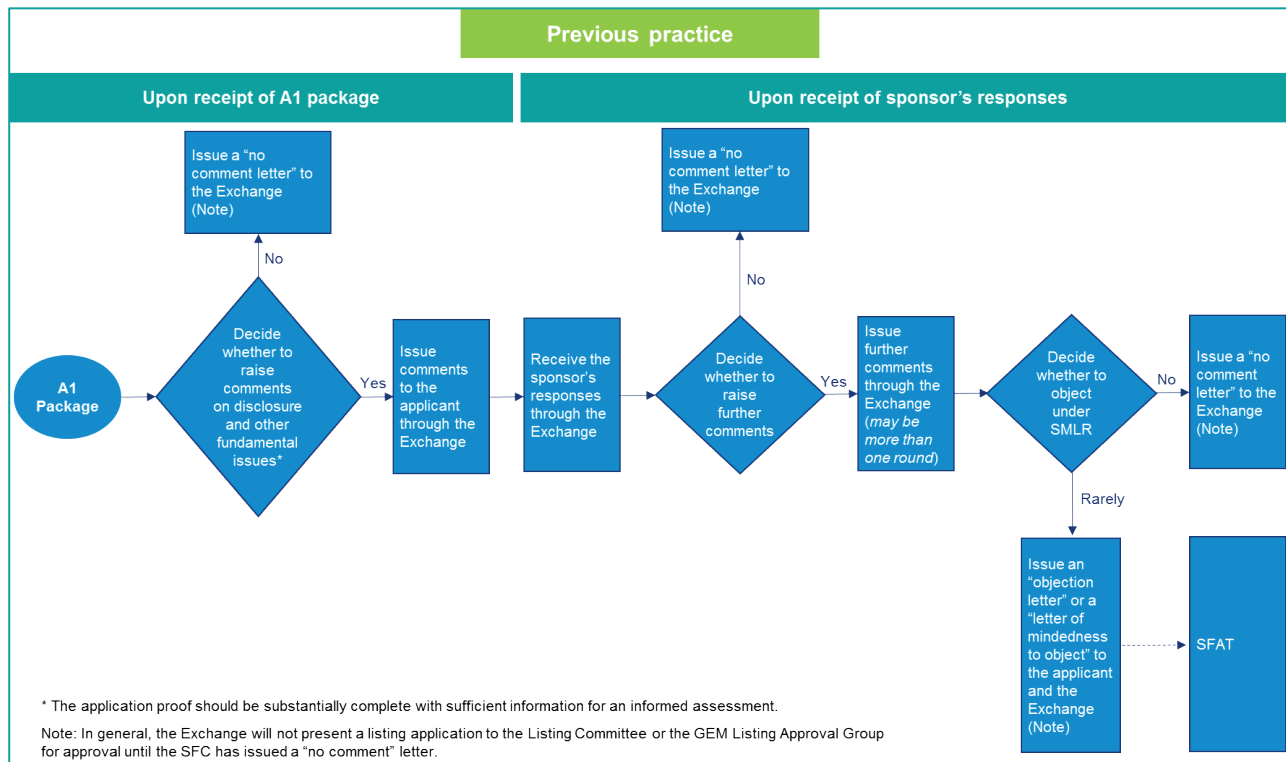 Previous practice
Upon receipt of A1 package
Upon receipt of sponsor's responses
Issue a “no
comment letter” to
the Exchange
(Note)
No
A1
Package
Decide
whether to
raise
comments
on disclosure
and other
fundamental
issues*
Yes
Issue
comments
to the
applicant
through the
Exchange
Receive the
sponsor's
responses
through the
Exchange
Issue a “no
comment letter” to
the Exchange
(Note)
No
Decide
whether to
raise
further
comments
Yes
Issue
further
comments
through the
Exchange
(may be
more than
one round)
Decide
whether to
object
under
SMLR
No
Issue a “no
comment
letter” to the
Exchange
(Note)
Rarely
Issue an
“objection
letter” or a
“letter of
mindedness
to object” to
the applicant
and the
Exchange
(Note)
SFAT
* The application proof should be substantially complete with sufficient information for an informed assessment.
Note: In general, the Exchange will not present a listing application to the Listing Committee or the GEM Listing Approval Group
for approval until the SFC has issued a “no comment” letter.